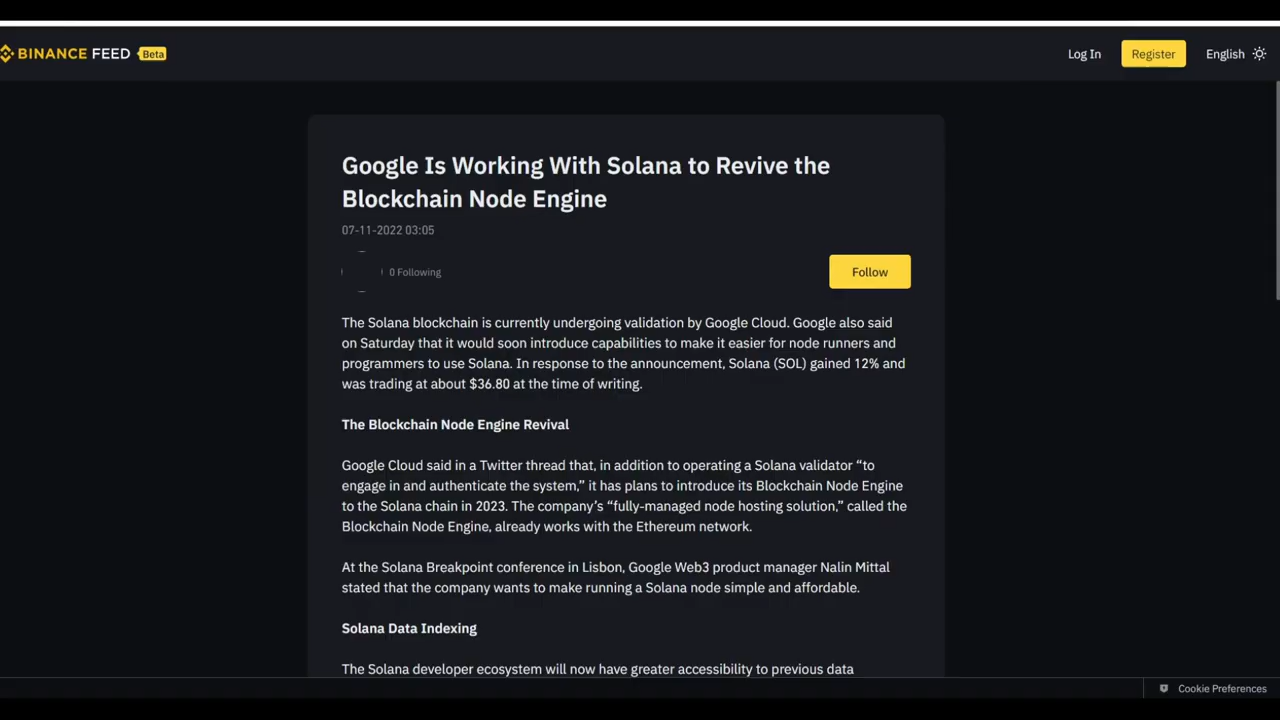 BINANCE FEED Beta
Log In
Register
English
Google Is Working With Solana to Revive the
Blockchain Node Engine
07-11-2022 03:05
0 Following
Follow
The Solana blockchain is currently undergoing validation by Google Cloud. Google also said
on Saturday that it would soon introduce capabilities to make it easier for node runners and
programmers to use Solana. In response to the announcement, Solana (SOL) gained 12% and
was trading at about $36.80 at the time of writing.
The Blockchain Node Engine Revival
Google Cloud said in a Twitter thread that, in addition to operating a Solana validator “to
engage in and authenticate the system,” it has plans to introduce its Blockchain Node Engine
to the Solana chain in 2023. The company’s “fully-managed node hosting solution,” called the
Blockchain Node Engine, already works with the Ethereum network.
At the Solana Breakpoint conference in Lisbon, Google Web3 product manager Nalin Mittal
stated that the company wants to make running a Solana node simple and affordable.
Solana Data Indexing
The Solana developer ecosystem will now have greater accessibility to previous data
Cookie Preferences